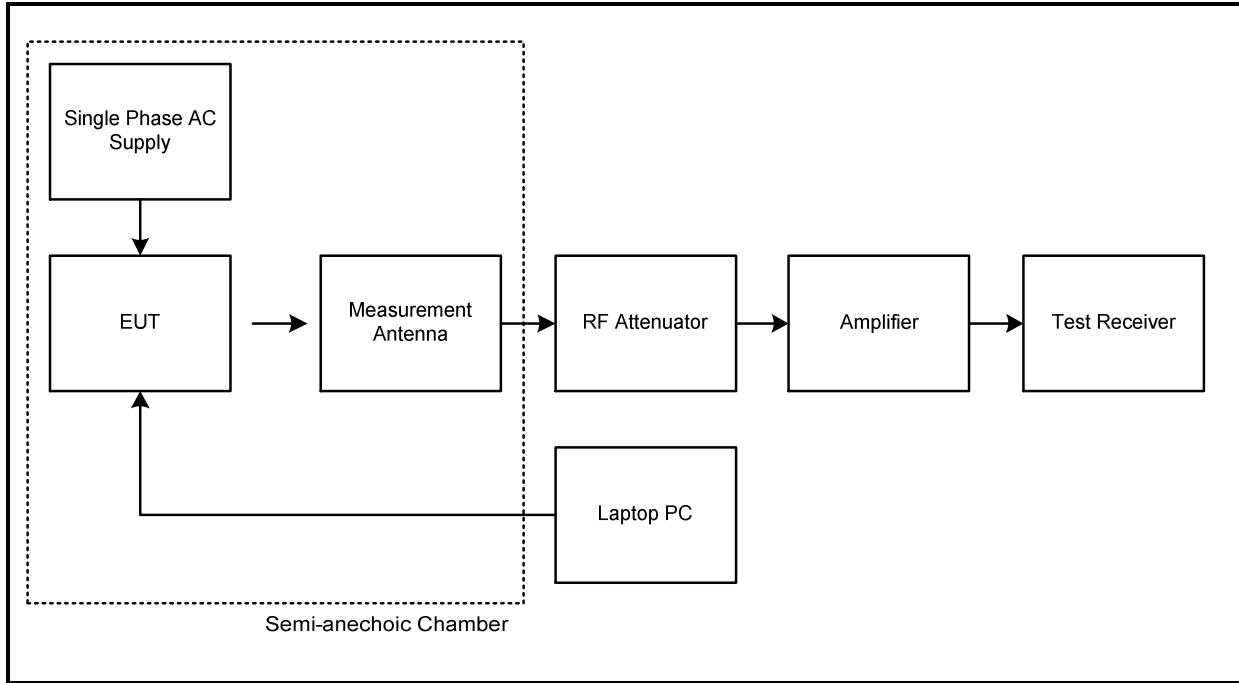 Single Phase AC
Supply
EUT
Measurement
Antenna
RF Attenuator
Amplifier
Test Receiver
Laptop PC
Semi-anechoic Chamber